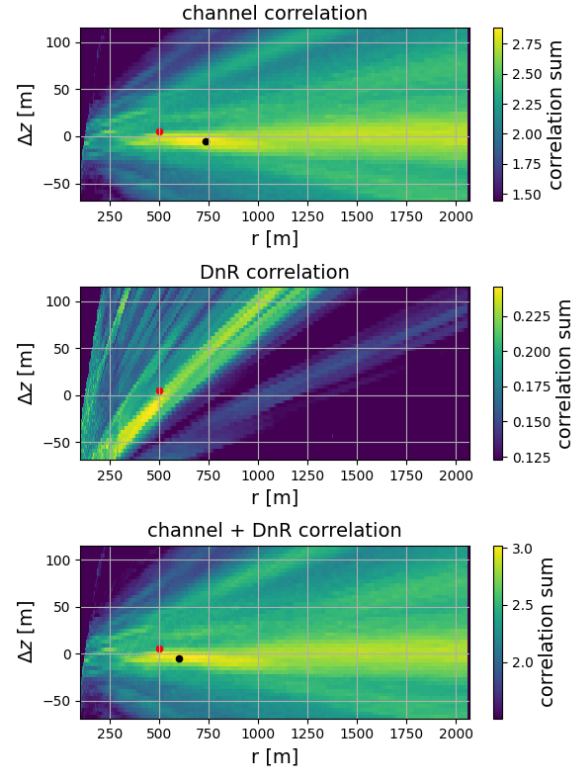 channel correlation
100
50
0
−50
Δz [m]
250 500 750 1000 1250 1500 1750 2000
r [m]
2.75
2.50
2.25
2.00
1.75
1.50
correlation sum
DnR correlation
100
50
0
−50
Δz [m]
250 500 750 1000 1250 1500 1750 2000
r [m]
0.225
0.200
0.175
0.150
0.125
correlation sum
channel + DnR correlation
100
50
0
−50
Δz [m]
250 500 750 1000 1250 1500 1750 2000
r [m]
3.0
2.5
2.0
correlation sum